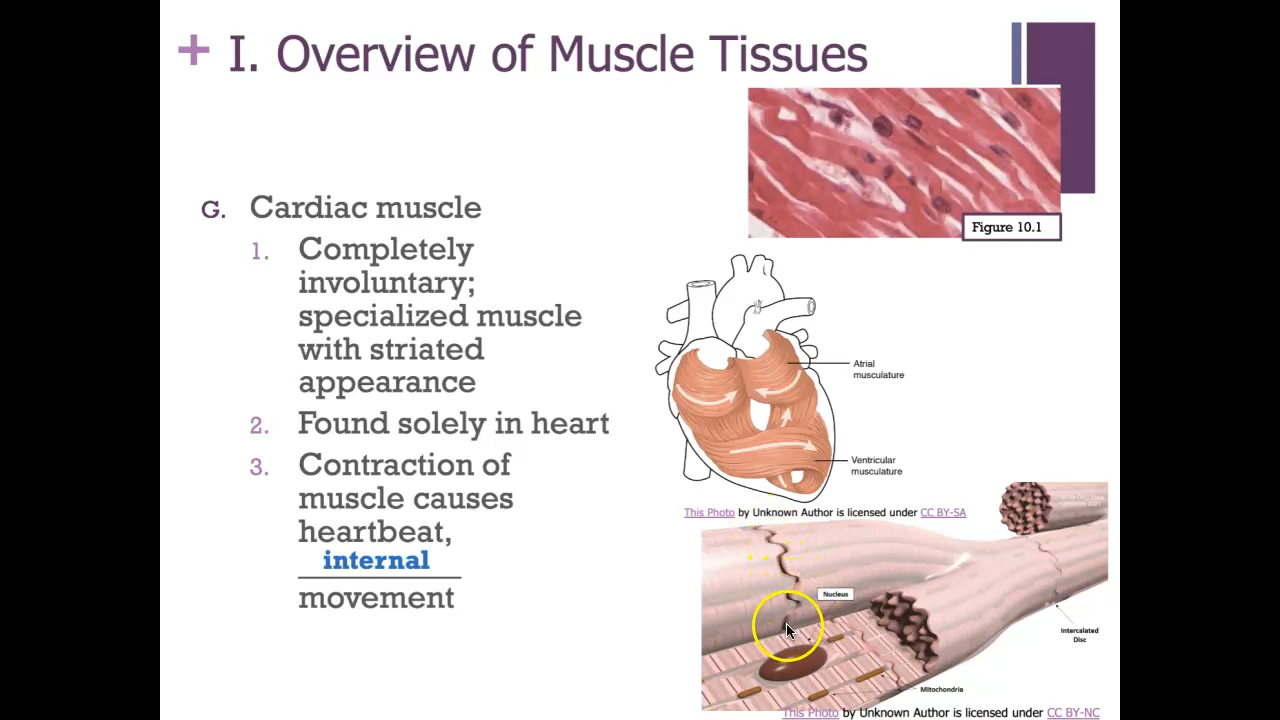 + I. Overview of Muscle Tissues
Figure 10.1
G. Cardiac muscle
1. Completely
involuntary;
specialized muscle
with striated
appearance
2. Found solely in heart
3. Contraction of
muscle causes
heartbeat,
internal
movement
Atrial
musculature
Ventricular
musculature
This Photo by Unknown Author is licensed under CC BY-SA
Nucleus
Intercalated
Disc
Mitochondria
This Photo by Unknown Author is licensed under CC BY-NC